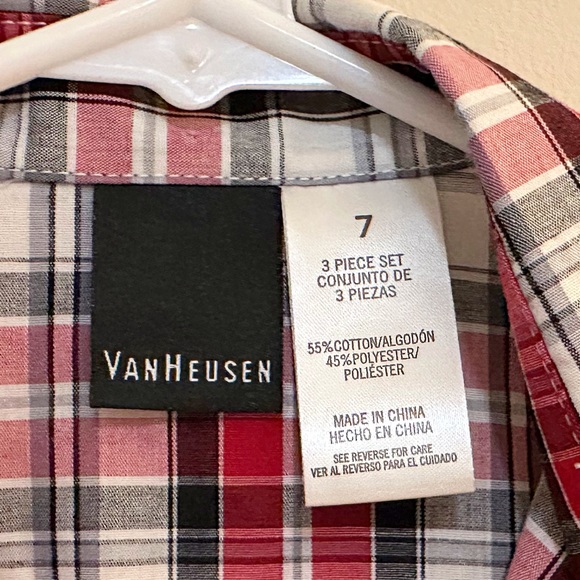 VANHEUSEN
7
3 PIECE SET
CONJUNTO DE
3 PIEZAS
55%COTTON/ALGODÓN
45%POLYESTER/
POLIÉSTER
MADE IN CHINA
HECHO EN CHINA
SEE REVERSE FOR CARE
VER AL REVERSO PARA EL CUIDADO